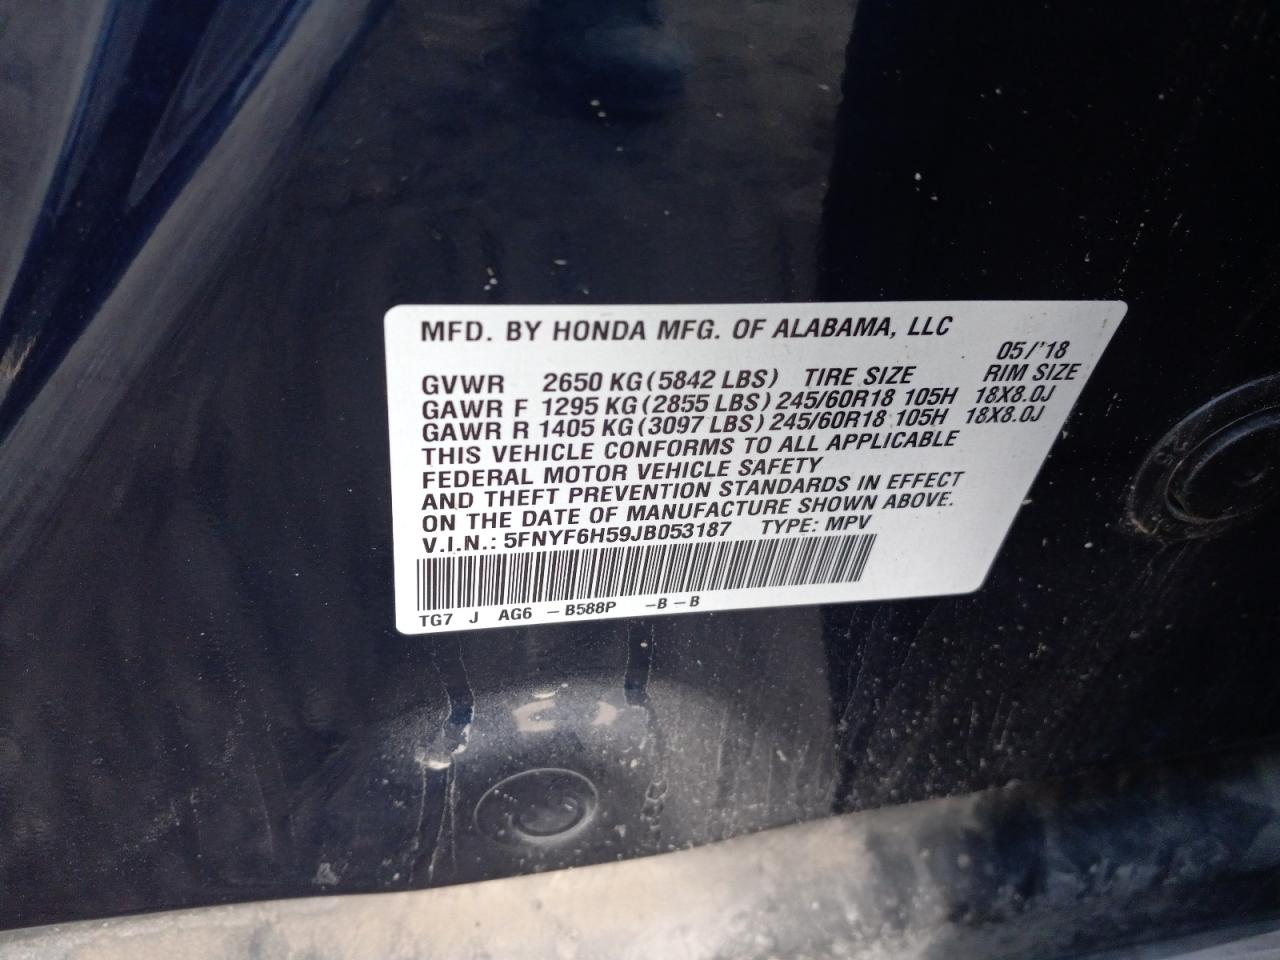 MFD. BY HONDA MFG. OF ALABAMA, LLC
05/'18
GVWR 2650 KG (5842 LBS) TIRE SIZE RIM SIZE
GAWR F 1295 KG (2855 LBS) 245/60R18 105H 18X8.0J
GAWR R 1405 KG (3097 LBS) 245/60R18 105H 18X8.0J
THIS VEHICLE CONFORMS TO ALL APPLICABLE
FEDERAL MOTOR VEHICLE SAFETY
AND THEFT PREVENTION STANDARDS IN EFFECT
ON THE DATE OF MANUFACTURE SHOWN ABOVE.
V.I.N.: 5FNYF6H59JB053187 TYPE: MPV
TG7 J AG6 – B588P –B – B